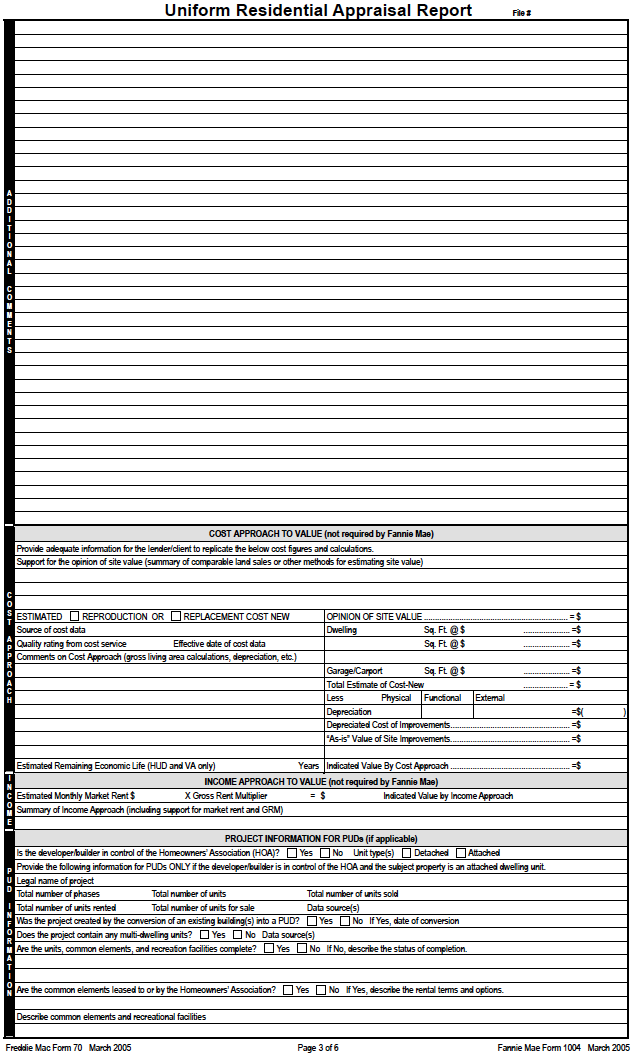 Uniform Residential Appraisal Report File #
ADDITIONAL COMMENTS
COST APPROACH
COST APPROACH TO VALUE (not required by Fannie Mae)
Provide adequate information for the lender/client to replicate the below cost figures and calculations.
Support for the opinion of site value (summary of comparable land sales or other methods for estimating site value)
ESTIMATED REPRODUCTION OR REPLACEMENT COST NEW OPINION OF SITE VALUE ................................................................ = $
Source of cost data Dwelling Sq. Ft. @ $ ..................... =$
Quality rating from cost service Effective date of cost data Sq. Ft. @ $ ..................... =$
Comments on Cost Approach (gross living area calculations, depreciation, etc.)
Garage/Carport Sq. Ft. @ $ ..................... =$
Total Estimate of Cost-New ..................... = $
Less Physical Functional External
Depreciation =$( )
Depreciated Cost of Improvements...................................................... =$
"As-is" Value of Site Improvements...................................................... =$
Estimated Remaining Economic Life (HUD and VA only) Years Indicated Value By Cost Approach ...................................................... =$
INCOME
INCOME APPROACH TO VALUE (not required by Fannie Mae)
Estimated Monthly Market Rent $ X Gross Rent Multiplier = $ Indicated Value by Income Approach
Summary of Income Approach (including support for market rent and GRM)
PUD INFORMATION
PROJECT INFORMATION FOR PUDs (if applicable)
Is the developer/builder in control of the Homeowners' Association (HOA)? Yes No Unit type(s) Detached Attached
Provide the following information for PUDs ONLY if the developer/builder is in control of the HOA and the subject property is an attached dwelling unit.
Legal name of project
Total number of phases Total number of units Total number of units sold
Total number of units rented Total number of units for sale Data source(s)
Was the project created by the conversion of an existing building(s) into a PUD? Yes No If Yes, date of conversion
Does the project contain any multi-dwelling units? Yes No Data source(s)
Are the units, common elements, and recreation facilities complete? Yes No If No, describe the status of completion.
Are the common elements leased to or by the Homeowners' Association? Yes No If Yes, describe the rental terms and options.
Describe common elements and recreational facilities
Freddie Mac Form 70 March 2005 Page 3 of 6 Fannie Mae Form 1004 March 2005